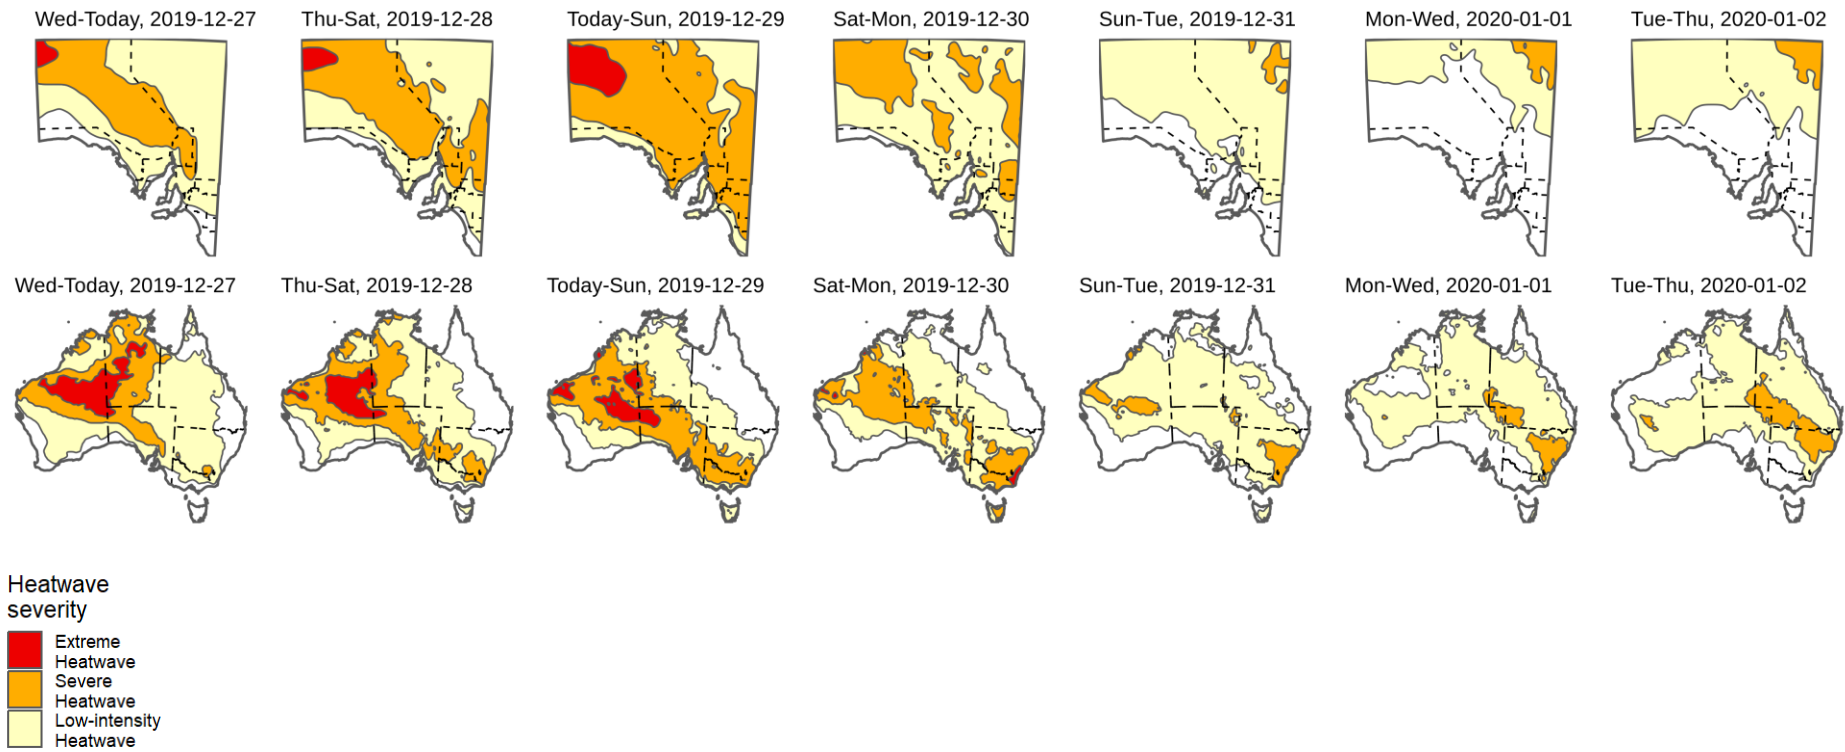 Wed-Today, 2019-12-27
Thu-Sat, 2019-12-28
Today-Sun, 2019-12-29
Sat-Mon, 2019-12-30
Sun-Tue, 2019-12-31
Mon-Wed, 2020-01-01
Tue-Thu, 2020-01-02
Wed-Today, 2019-12-27
Thu-Sat, 2019-12-28
Today-Sun, 2019-12-29
Sat-Mon, 2019-12-30
Sun-Tue, 2019-12-31
Mon-Wed, 2020-01-01
Tue-Thu, 2020-01-02
Heatwave
severity
Extreme
Heatwave
Severe
Heatwave
Low-intensity
Heatwave